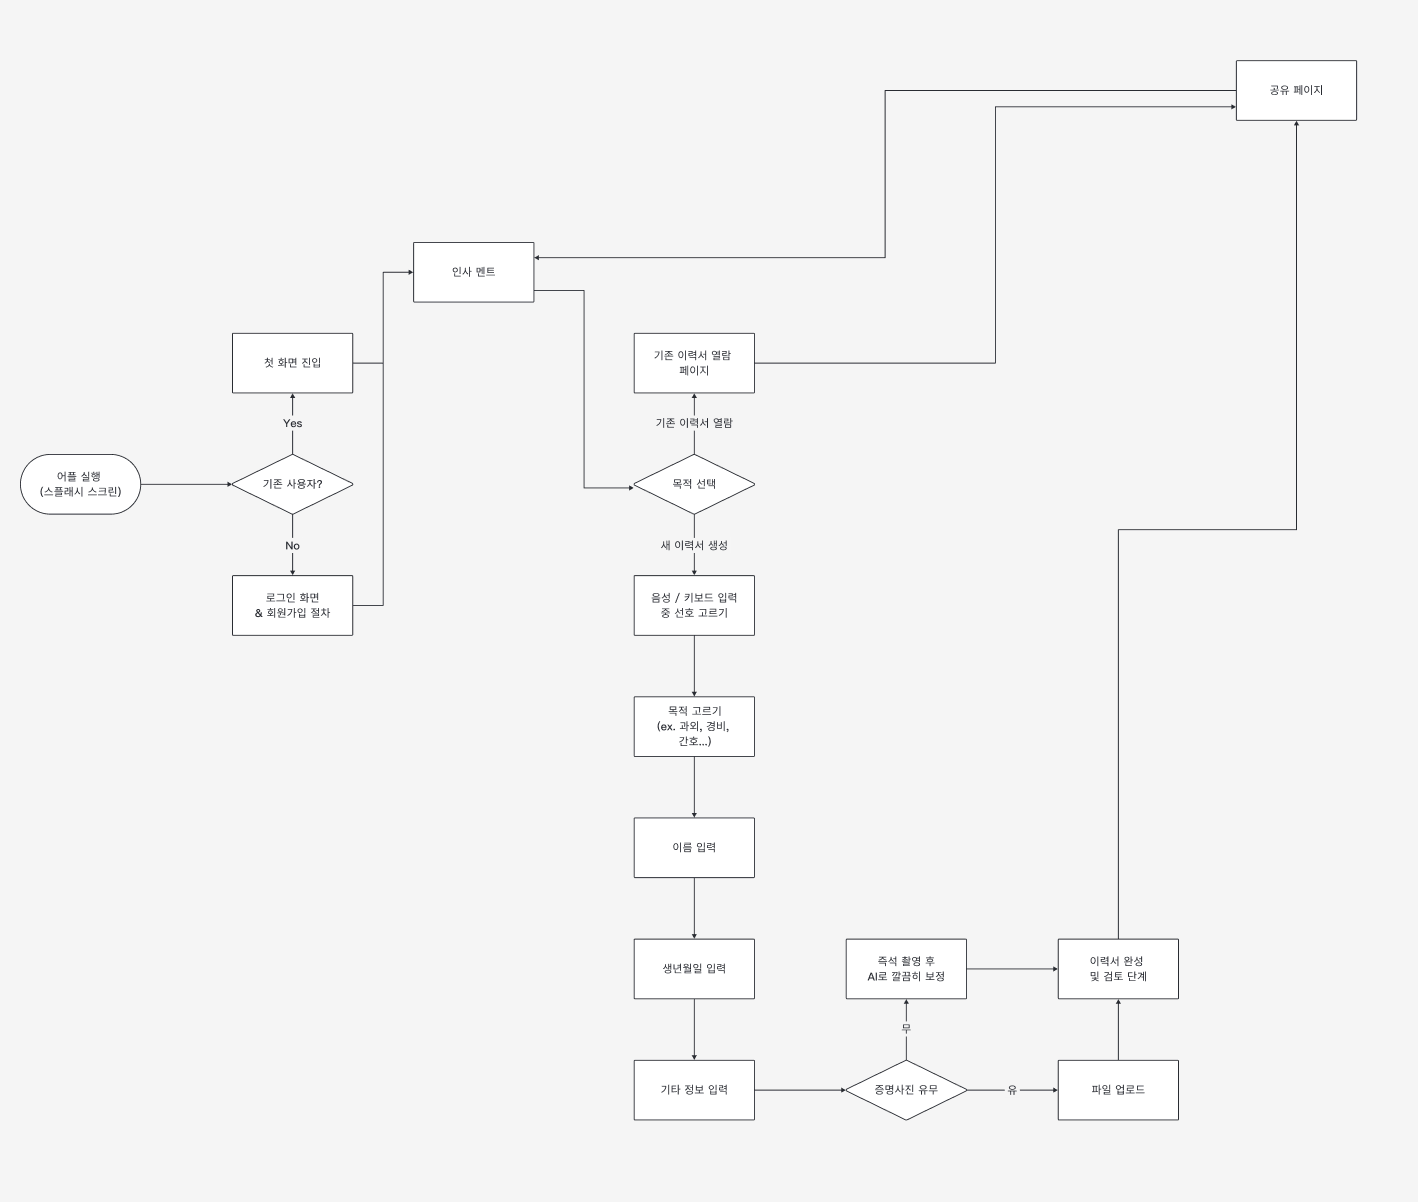 공유 페이지
인사 멘트
첫 화면 진입
기존 이력서 열람
페이지
Yes
기존 이력서 열람
어플 실행
(스플래시 스크린)
기존 사용자?
목적 선택
No
새 이력서 생성
로그인 화면
& 회원가입 절차
음성 / 키보드 입력
중 선호 고르기
목적 고르기
(ex. 과외, 경비,
간호...)
이름 입력
생년월일 입력
즉석 촬영 후
AI로 깔끔히 보정
이력서 완성
및 검토 단계
무
기타 정보 입력
증명사진 유무
유
파일 업로드